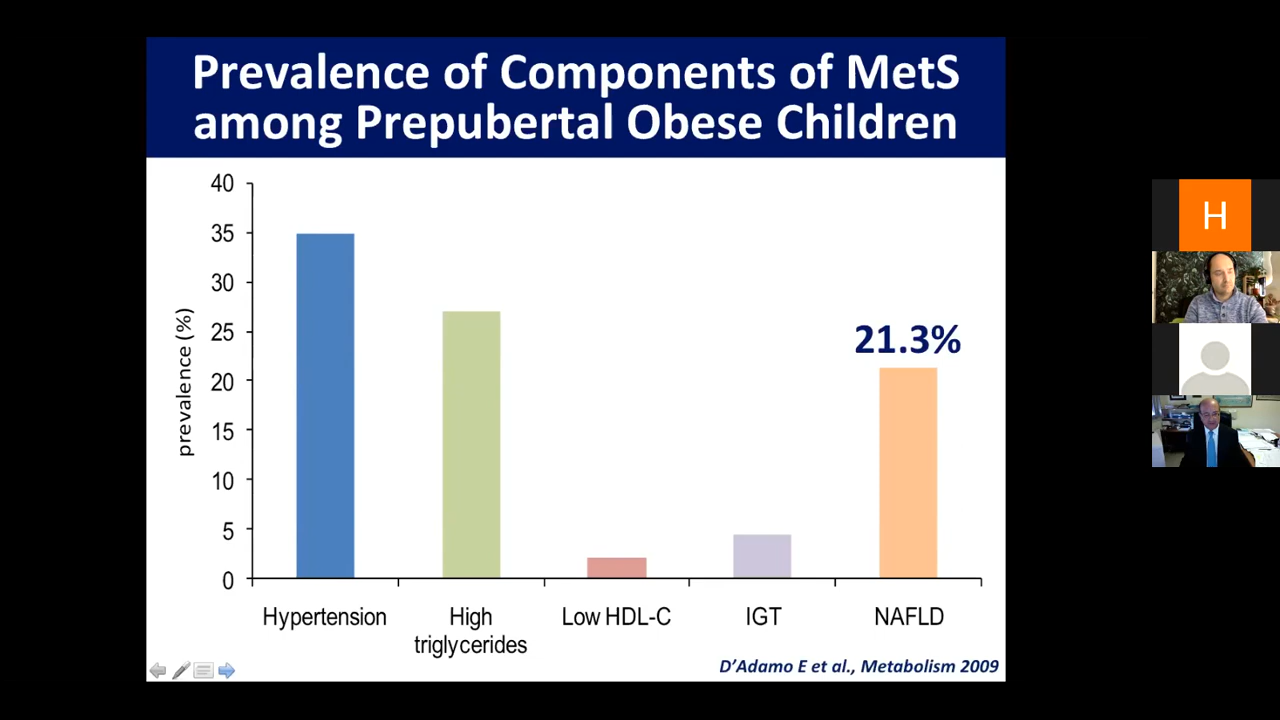 Prevalence of Components of MetS
among Prepubertal Obese Children
40
35
30
25
20
15
10
5
0
prevalence (%)
21.3%
Hypertension
High
triglycerides
Low HDL-C
IGT
NAFLD
D'Adamo E et al., Metabolism 2009
H